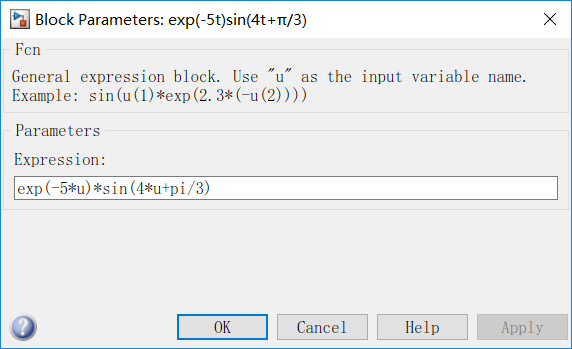 Block Parameters: exp(-5t)sin(4t+π/3)
Fcn
General expression block. Use "u" as the input variable name.
Example: sin(u(1)*exp(2.3*(-u(2))))
Parameters
Expression:
exp(-5*u)*sin(4*u+pi/3)
?
OK Cancel Help Apply